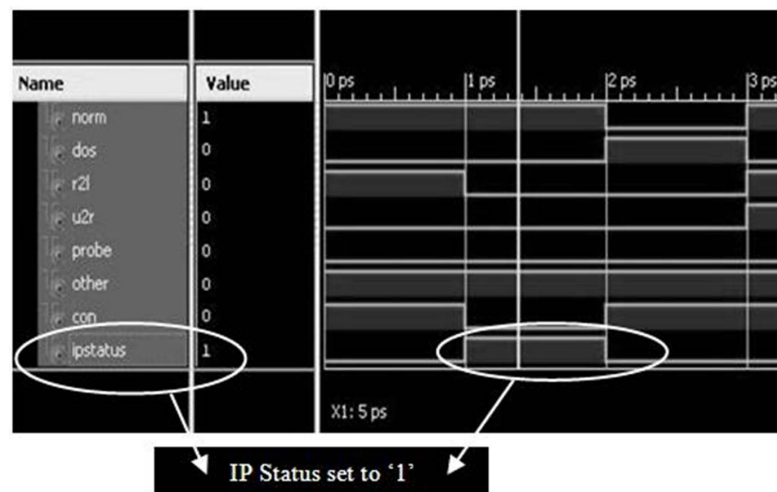 Name Value 0 ps 1 ps 2 ps 3 ps
norm 1
dos 0
r2l 0
u2r 0
probe 0
other 0
con 0
ipstatus 1
X1: 5 ps
IP Status set to ‘1’